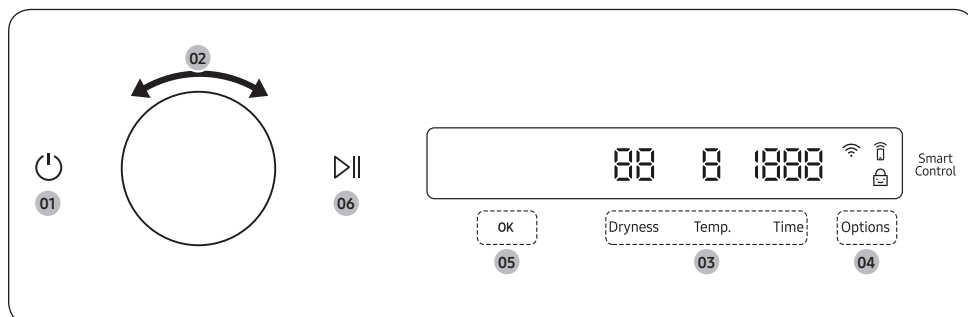 02
88 8 1888
Smart
Control
01
06
OK
Dryness Temp. Time
Options
05
03
04